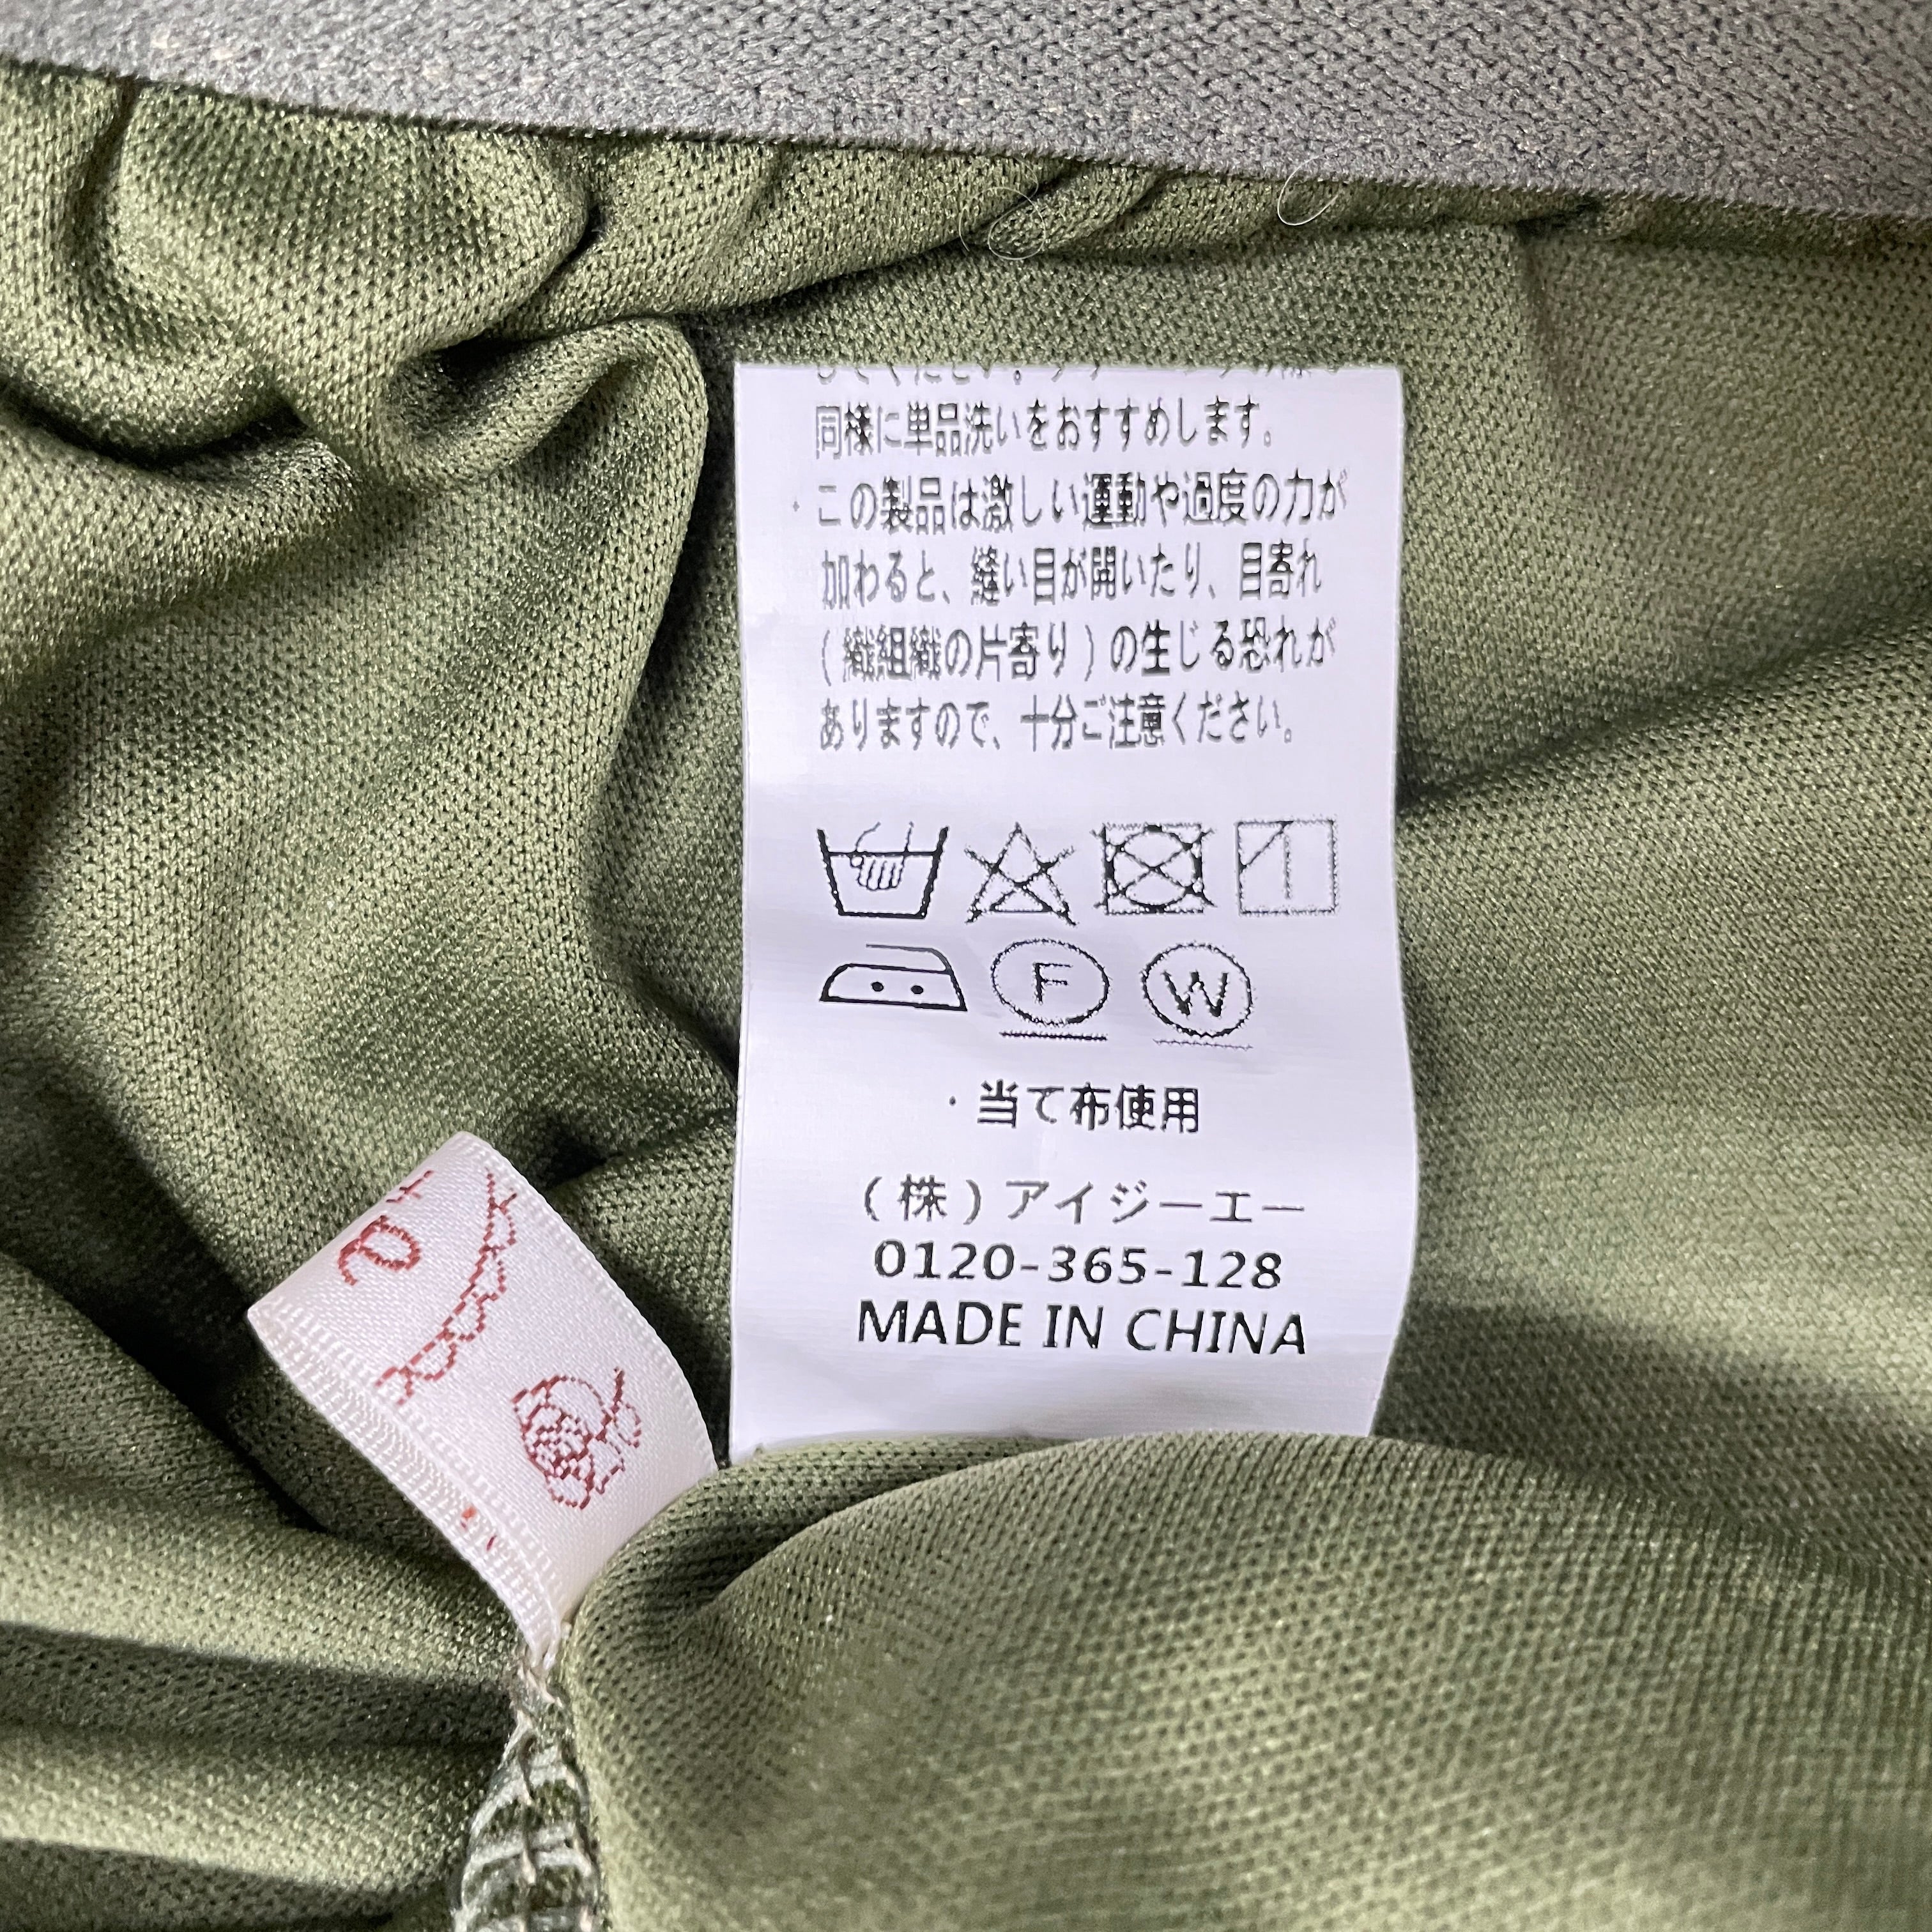 同様に単品洗いをおすすめします。
・この製品は激しい運動や過度の力が
加わると、縫い目が開いたり、目寄れ
(織組織の片寄り)の生じる恐れが
ありますので、十分ご注意ください。
F W
・当て布使用
(株)アイジーエー
0120-365-128
MADE IN CHINA